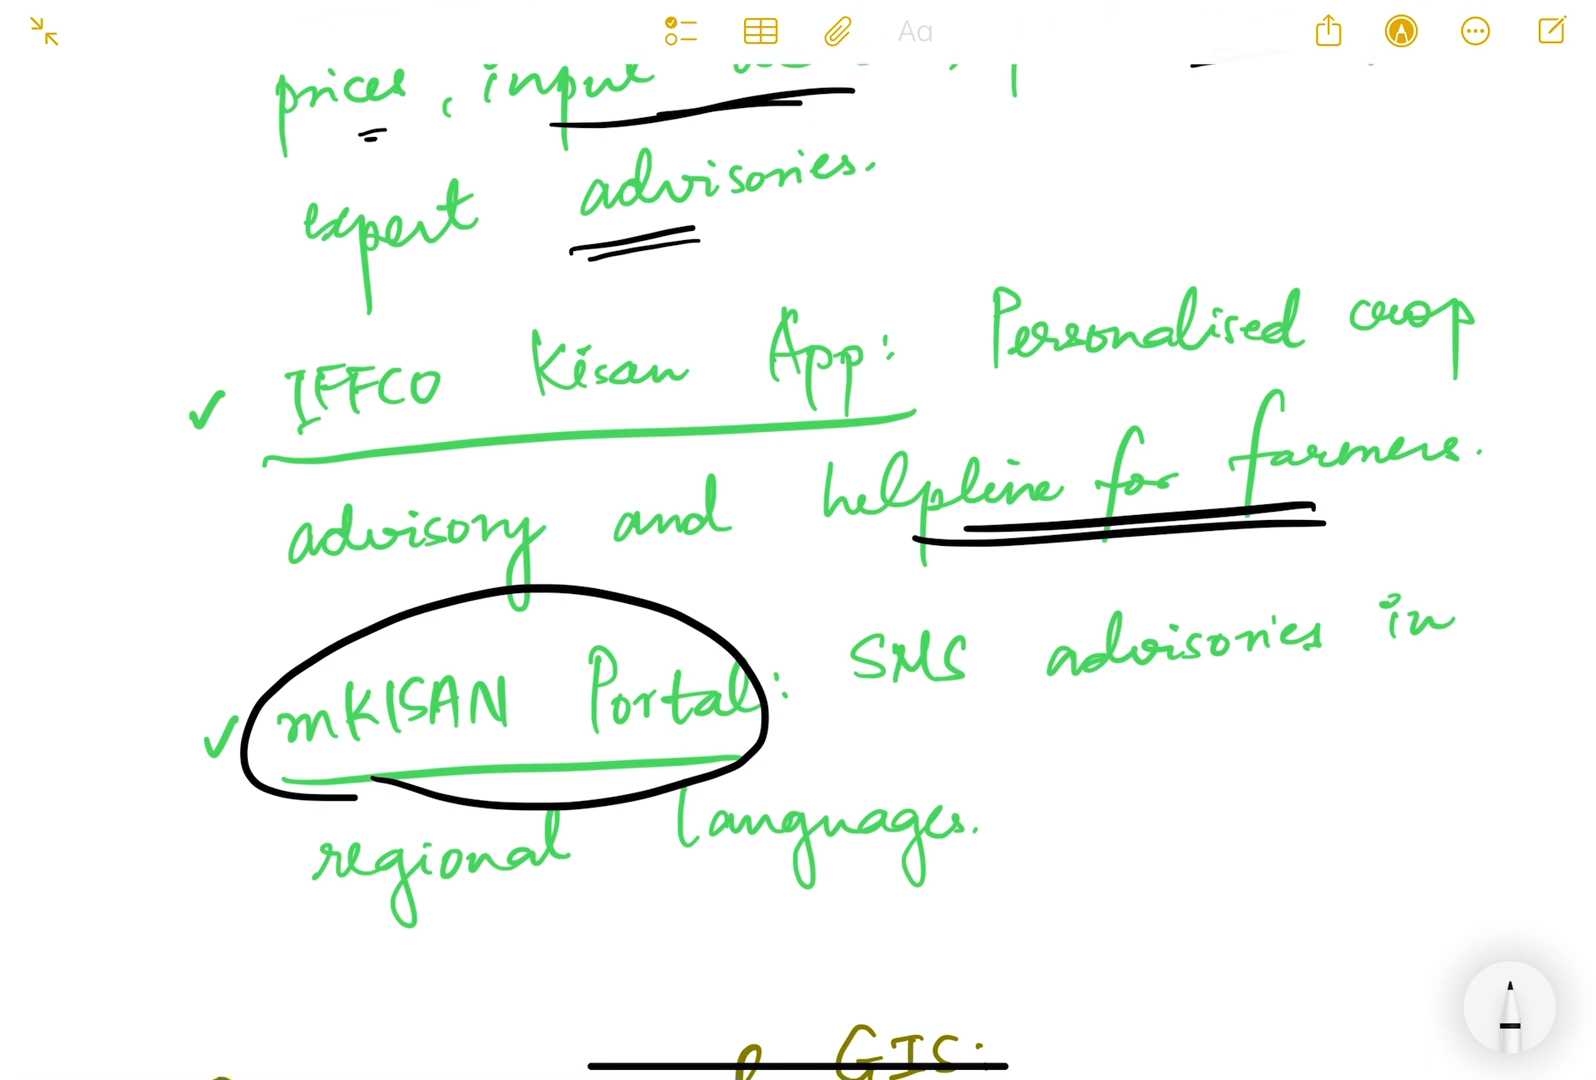 Aa
prices, input
expert advisories.
✓ IFFCO Kisan App: Personalised crop
advisory and helpline for farmers.
✓ mKISAN Portal: SMS advisories in
regional languages.
GIS: